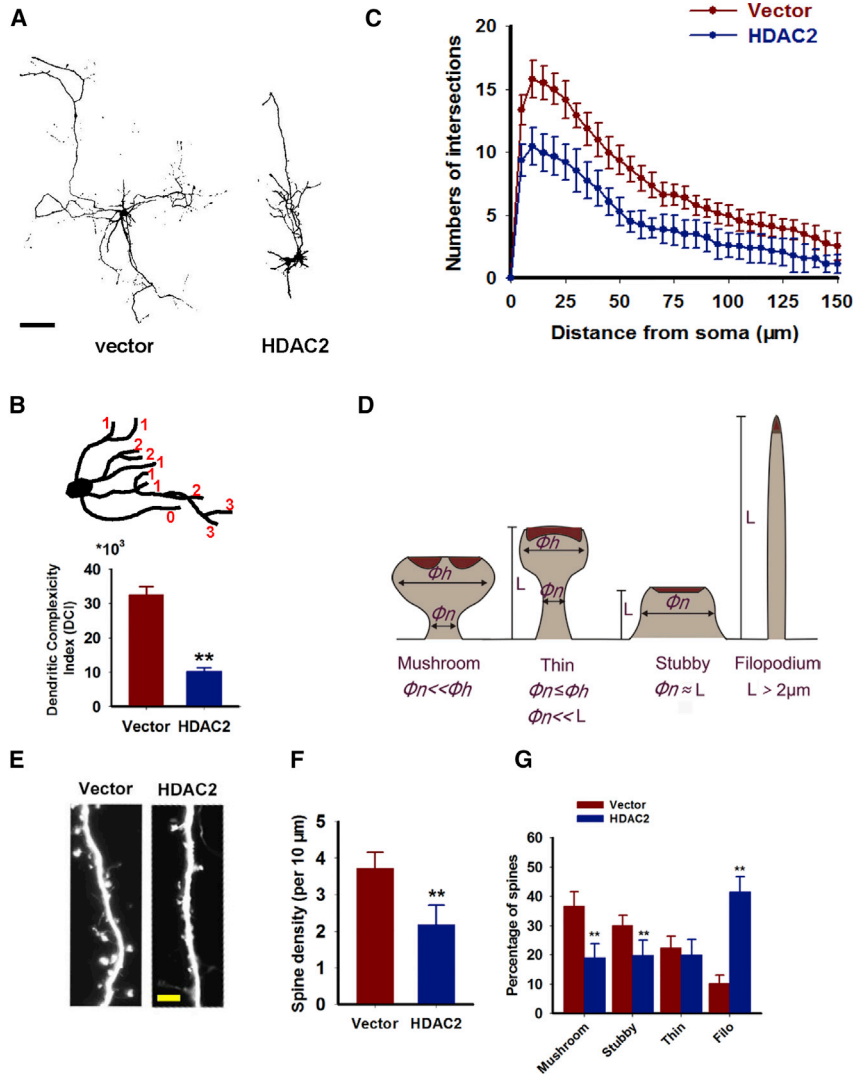 A
vector
HDAC2
C
Vector
HDAC2
Numbers of intersections
20
15
10
5
0
0 25 50 75 100 125 150
Distance from soma (μm)
B
1 1
2
2 1
1
1 2
0 3
3
*10³
Dendritic Complexicity
Index (DCI)
40
30
20
10
0
**
Vector HDAC2
D
L
Φh
Φn
L
Φh
Φn
L
Φn
Mushroom Thin Stubby Filopodium
Φn<<Φh Φn≤Φh Φn≈L L > 2μm
Φn<<L
E
Vector HDAC2
F
Spine density (per 10 μm)
5
4
3
2
1
0
**
Vector HDAC2
G
Vector
HDAC2
Percentage of spines
60
50
40
30
20
10
0
** ** **
Mushroom Stubby Thin Filo